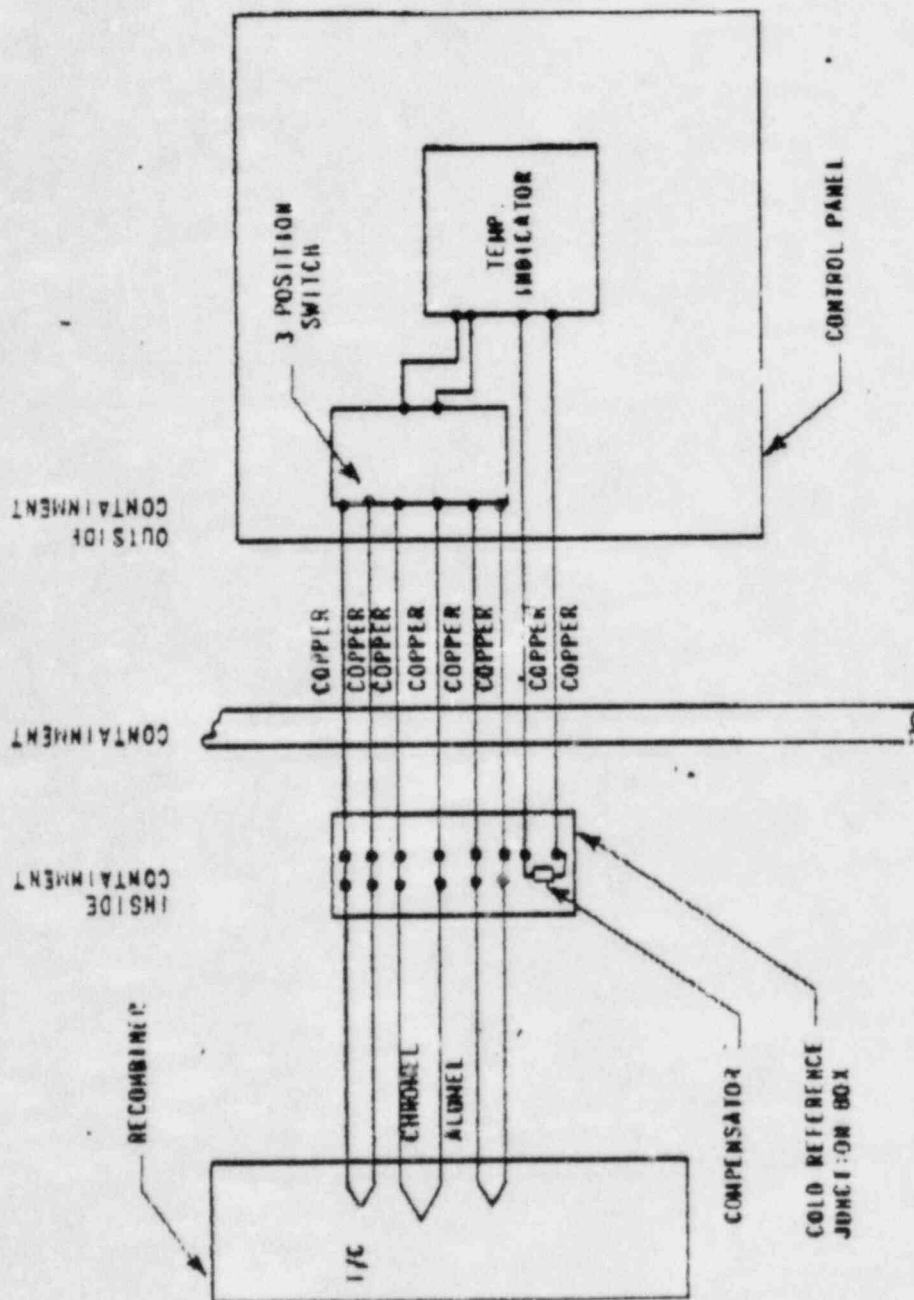 RECOMBINER
T/C
CHROMEL
ALUMEL
INSIDE
CONTAINMENT
COMPENSATOR
COLD REFERENCE
JUNCTION BOX
CONTAINMENT
COPPER
COPPER
COPPER
COPPER
COPPER
COPPER
COPPER
COPPER
OUTSIDE
CONTAINMENT
3 POSITION
SWITCH
TEMP
INDICATOR
CONTROL PANEL